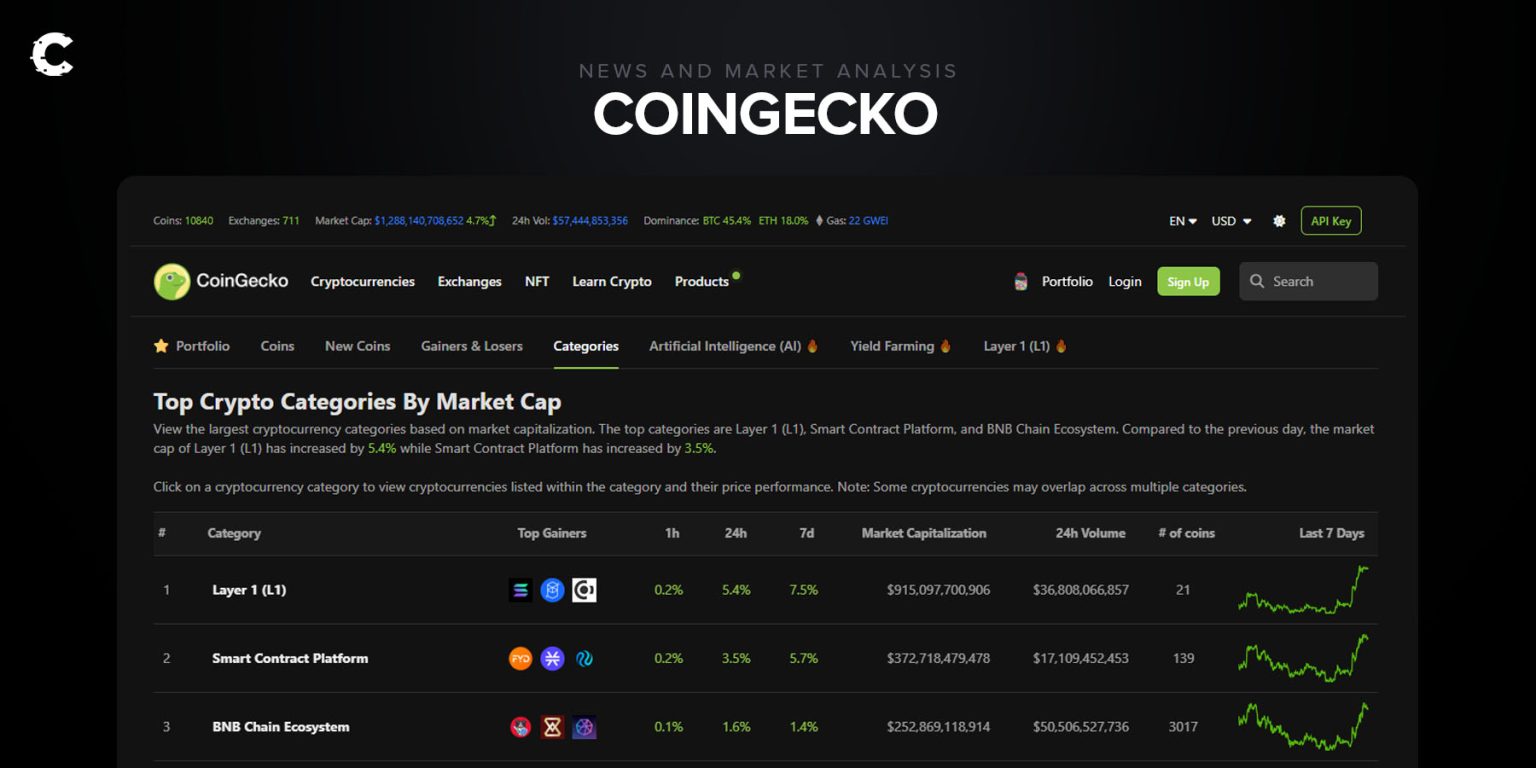 NEWS AND MARKET ANALYSIS
COINGECKO
Coins: 10840 Exchanges: 711 Market Cap: $1,288,140,708,652 4.7% 24h Vol: $57,444,853,356 Dominance: BTC 45.4% ETH 18.0% Gas: 22 GWEI EN USD API Key
CoinGecko Cryptocurrencies Exchanges NFT Learn Crypto Products Portfolio Login Sign Up Search
Portfolio Coins New Coins Gainers & Losers Categories Artificial Intelligence (AI) Yield Farming Layer 1 (L1)
Top Crypto Categories By Market Cap
View the largest cryptocurrency categories based on market capitalization. The top categories are Layer 1 (L1), Smart Contract Platform, and BNB Chain Ecosystem. Compared to the previous day, the market
cap of Layer 1 (L1) has increased by 5.4% while Smart Contract Platform has increased by 3.5%.
Click on a cryptocurrency category to view cryptocurrencies listed within the category and their price performance. Note: Some cryptocurrencies may overlap across multiple categories.
# Category Top Gainers 1h 24h 7d Market Capitalization 24h Volume # of coins Last 7 Days
1 Layer 1 (L1) 0.2% 5.4% 7.5% $915,097,700,906 $36,808,066,857 21
2 Smart Contract Platform FYD 0.2% 3.5% 5.7% $372,718,479,478 $17,109,452,453 139
3 BNB Chain Ecosystem 0.1% 1.6% 1.4% $252,869,118,914 $50,506,527,736 3017